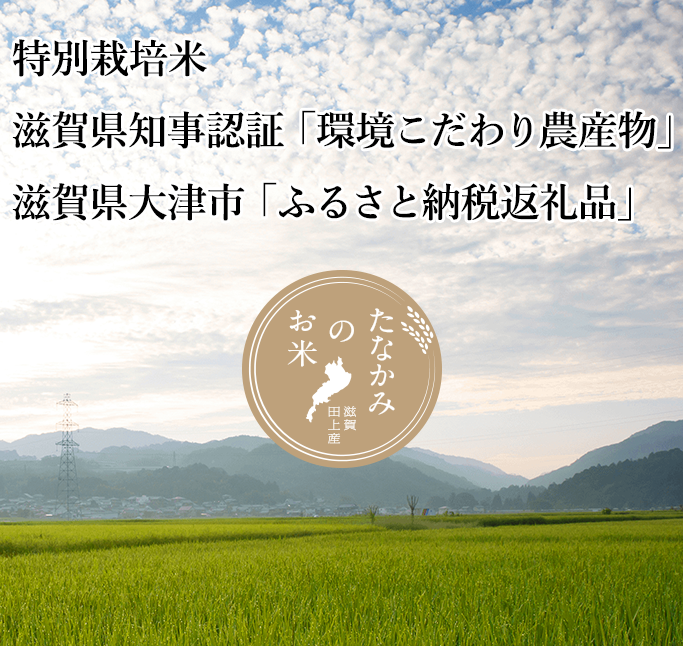 特別栽培米
滋賀県知事認証「環境こだわり農産物」
滋賀県大津市「ふるさと納税返礼品」
たなかみ
の
お米
滋賀
田上産